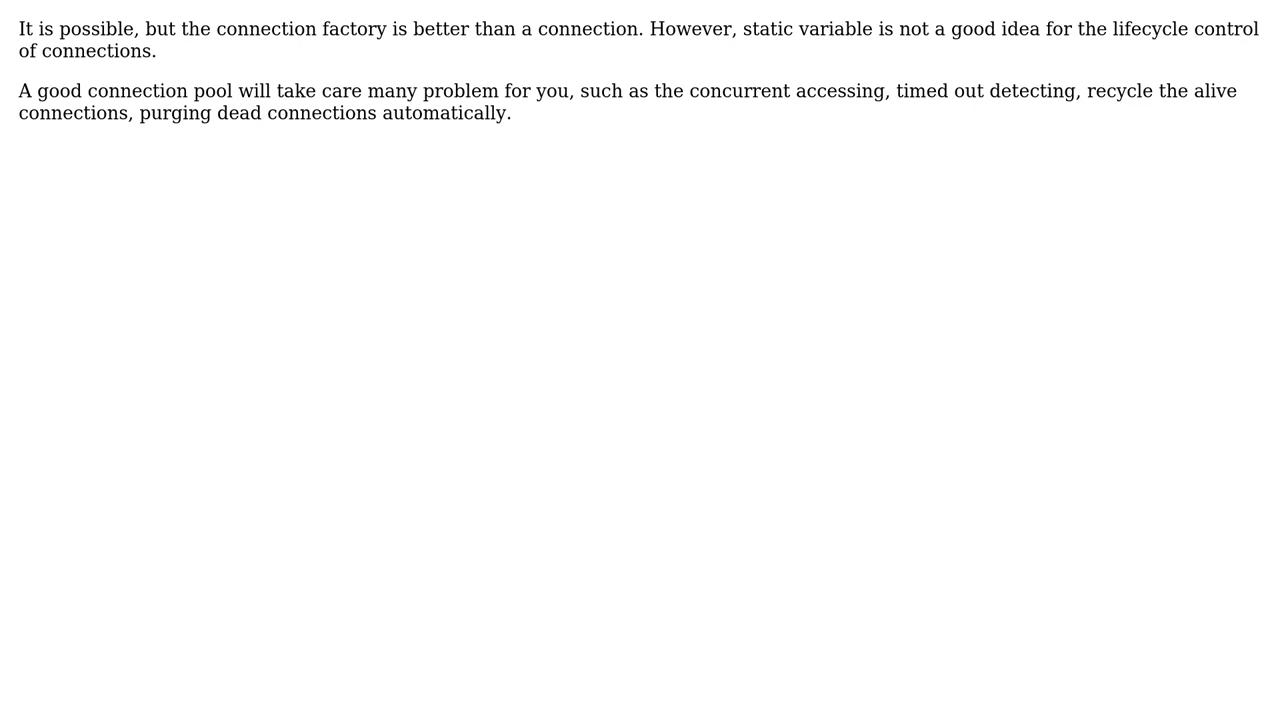 It is possible, but the connection factory is better than a connection. However, static variable is not a good idea for the lifecycle control
of connections.
A good connection pool will take care many problem for you, such as the concurrent accessing, timed out detecting, recycle the alive
connections, purging dead connections automatically.